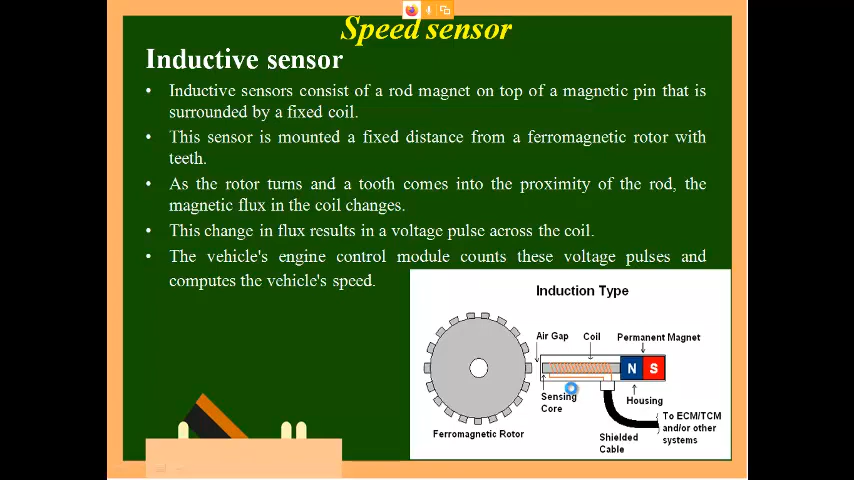 Speed sensor
Inductive sensor
• Inductive sensors consist of a rod magnet on top of a magnetic pin that is
surrounded by a fixed coil.
• This sensor is mounted a fixed distance from a ferromagnetic rotor with
teeth.
• As the rotor turns and a tooth comes into the proximity of the rod, the
magnetic flux in the coil changes.
• This change in flux results in a voltage pulse across the coil.
• The vehicle's engine control module counts these voltage pulses and
computes the vehicle's speed.
Induction Type
Air Gap
Coil
Permanent Magnet
N S
Sensing
Core
Housing
To ECM/TCM
and/or other
systems
Ferromagnetic Rotor
Shielded
Cable